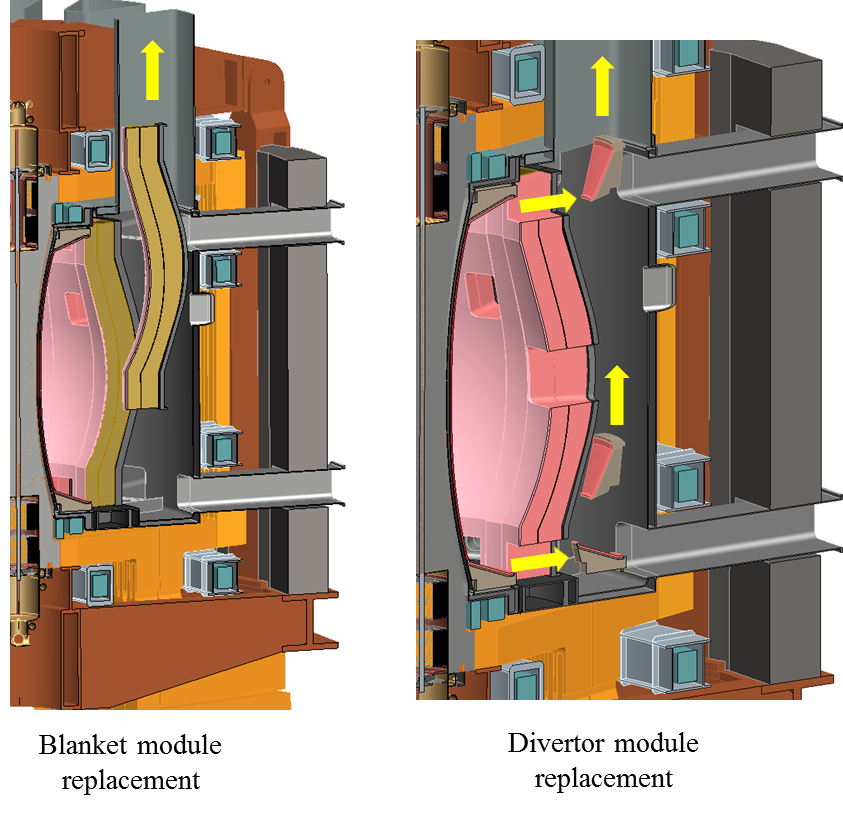 Blanket module
replacement
Divertor module
replacement